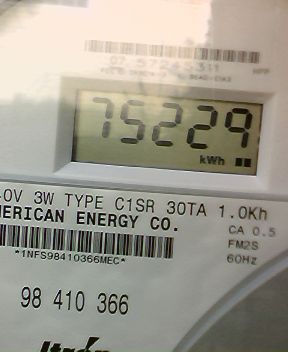 75229
kWh
0V 3W TYPE C1SR 30TA 1.0Kh
MERICAN ENERGY CO.
CA 0.5
FM2S
60Hz
*1NFS98410366MEC*
98 410 366
Itrón